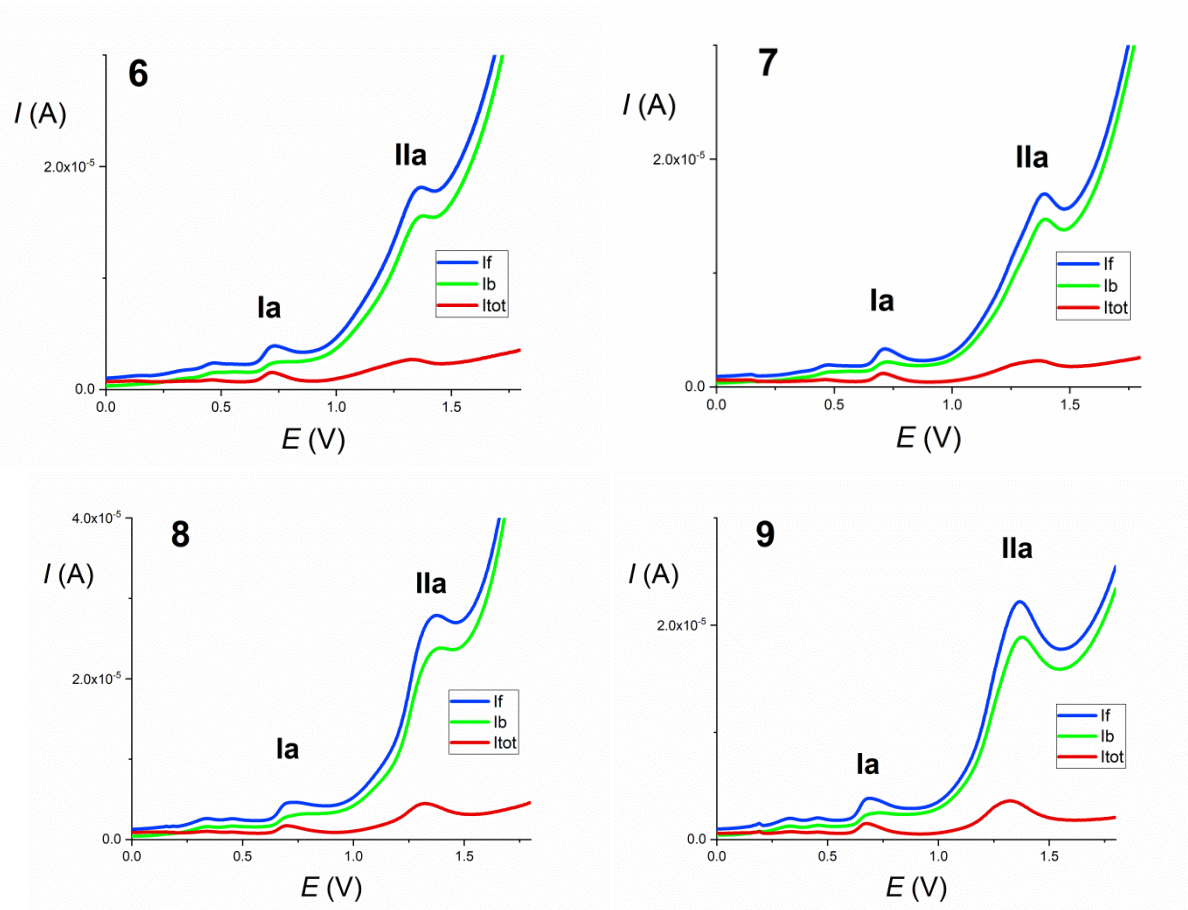 6
I (A)
2.0x10-5
0.0
0.0
0.5
1.0
1.5
E (V)
Ia
IIa
If
Ib
Itot
7
I (A)
2.0x10-5
0.0
0.0
0.5
1.0
1.5
E (V)
Ia
IIa
If
Ib
Itot
8
I (A)
4.0x10-5
2.0x10-5
0.0
0.0
0.5
1.0
1.5
E (V)
Ia
IIa
If
Ib
Itot
9
I (A)
2.0x10-5
0.0
0.0
0.5
1.0
1.5
E (V)
Ia
IIa
If
Ib
Itot